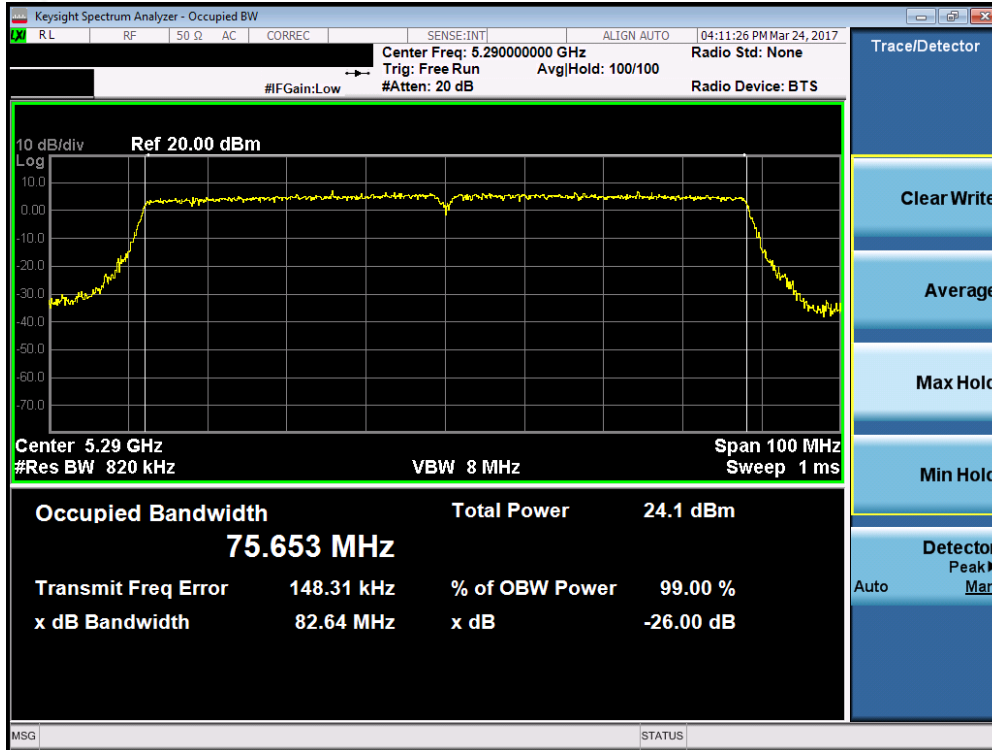 Keysight Spectrum Analyzer - Occupied BW
LXI RL RF 50 Ω AC CORREC SENSE:INT ALIGN AUTO 04:11:26 PM Mar 24, 2017
Center Freq: 5.290000000 GHz Radio Std: None
Trig: Free Run Avg|Hold: 100/100
#IFGain:Low #Atten: 20 dB Radio Device: BTS
Trace/Detector
10 dB/div Ref 20.00 dBm
Log
10.0
0.00
-10.0
-20.0
-30.0
-40.0
-50.0
-60.0
-70.0
Center 5.29 GHz Span 100 MHz
#Res BW 820 kHz VBW 8 MHz Sweep 1 ms
Occupied Bandwidth Total Power 24.1 dBm
75.653 MHz
Transmit Freq Error 148.31 kHz % of OBW Power 99.00 %
x dB Bandwidth 82.64 MHz x dB -26.00 dB
Clear Write
Average
Max Hold
Min Hold
Detector
Peak
Auto Man
MSG STATUS